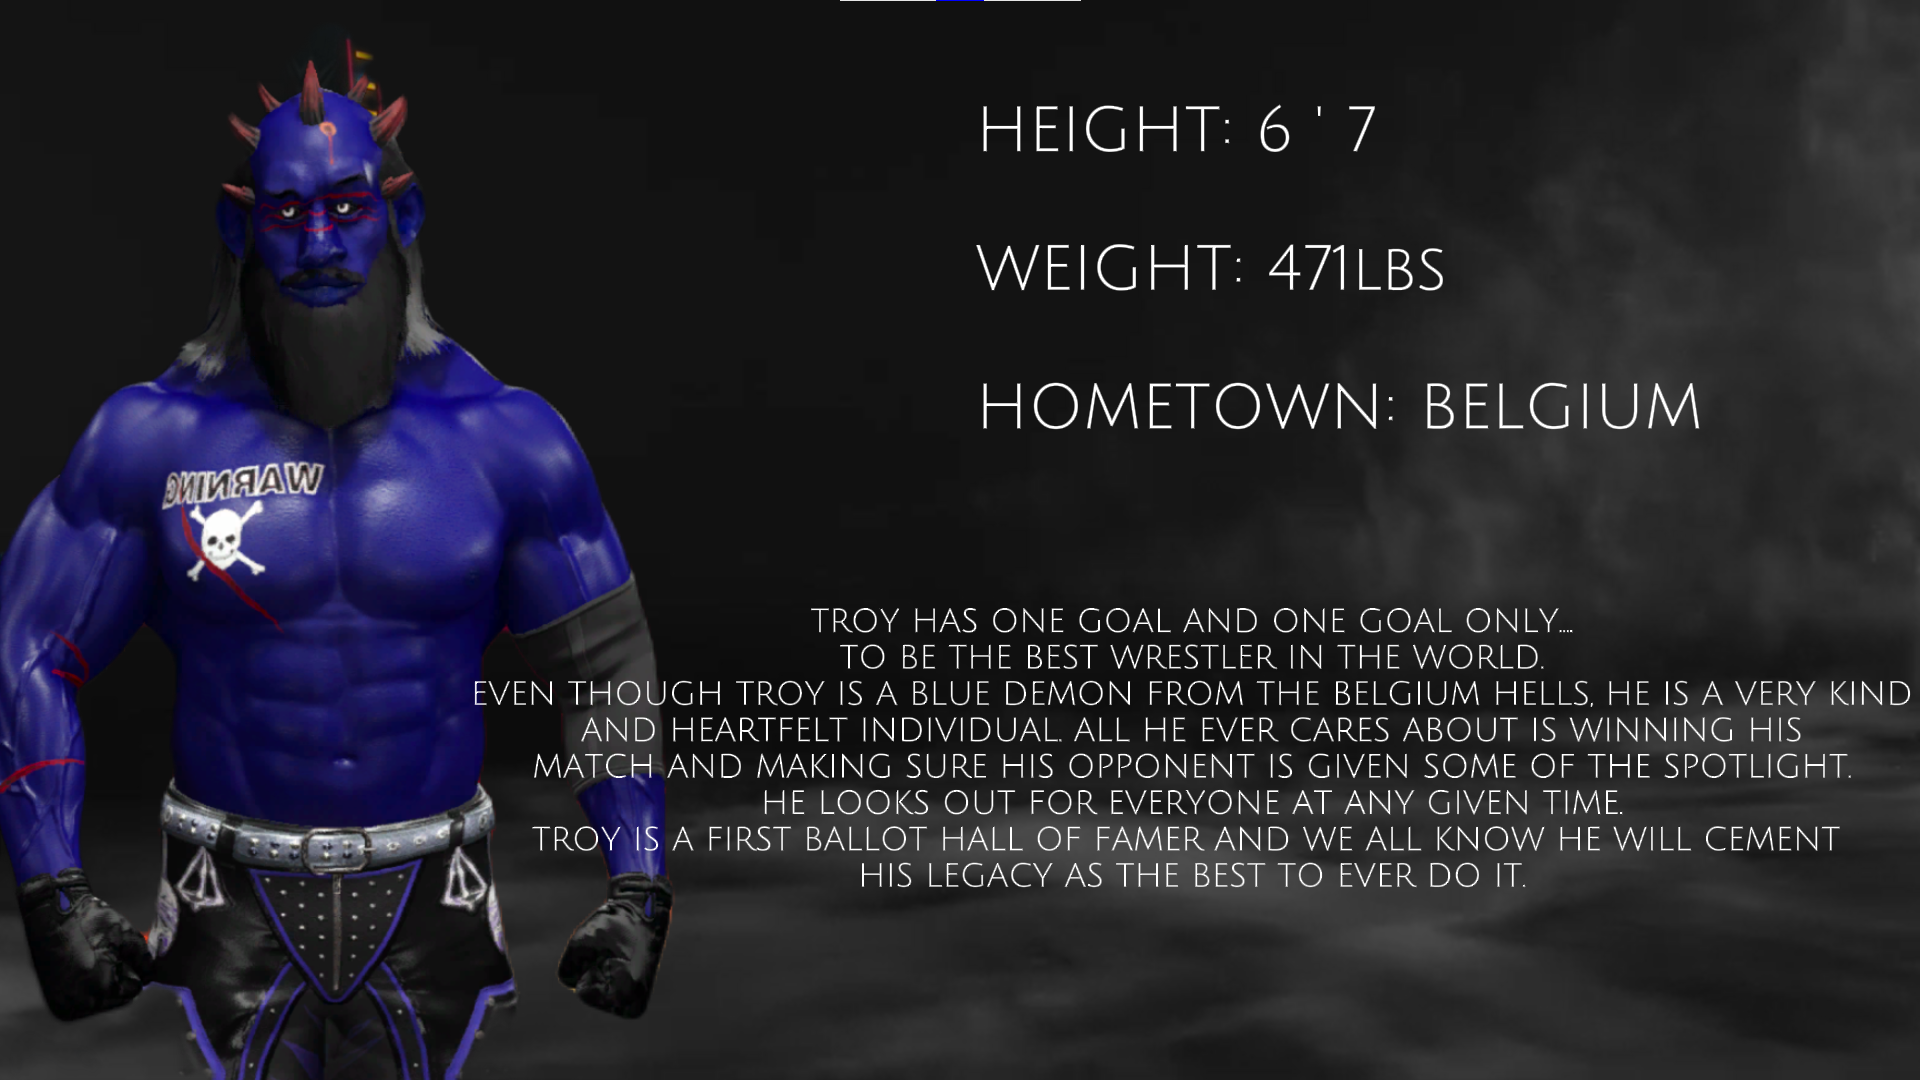 HEIGHT: 6 ' 7
WEIGHT: 471LBS
HOMETOWN: BELGIUM
WARNING
TROY HAS ONE GOAL AND ONE GOAL ONLY....
TO BE THE BEST WRESTLER IN THE WORLD.
EVEN THOUGH TROY IS A BLUE DEMON FROM THE BELGIUM HELLS, HE IS A VERY KIND
AND HEARTFELT INDIVIDUAL. ALL HE EVER CARES ABOUT IS WINNING HIS
MATCH AND MAKING SURE HIS OPPONENT IS GIVEN SOME OF THE SPOTLIGHT.
HE LOOKS OUT FOR EVERYONE AT ANY GIVEN TIME.
TROY IS A FIRST BALLOT HALL OF FAMER AND WE ALL KNOW HE WILL CEMENT
HIS LEGACY AS THE BEST TO EVER DO IT.